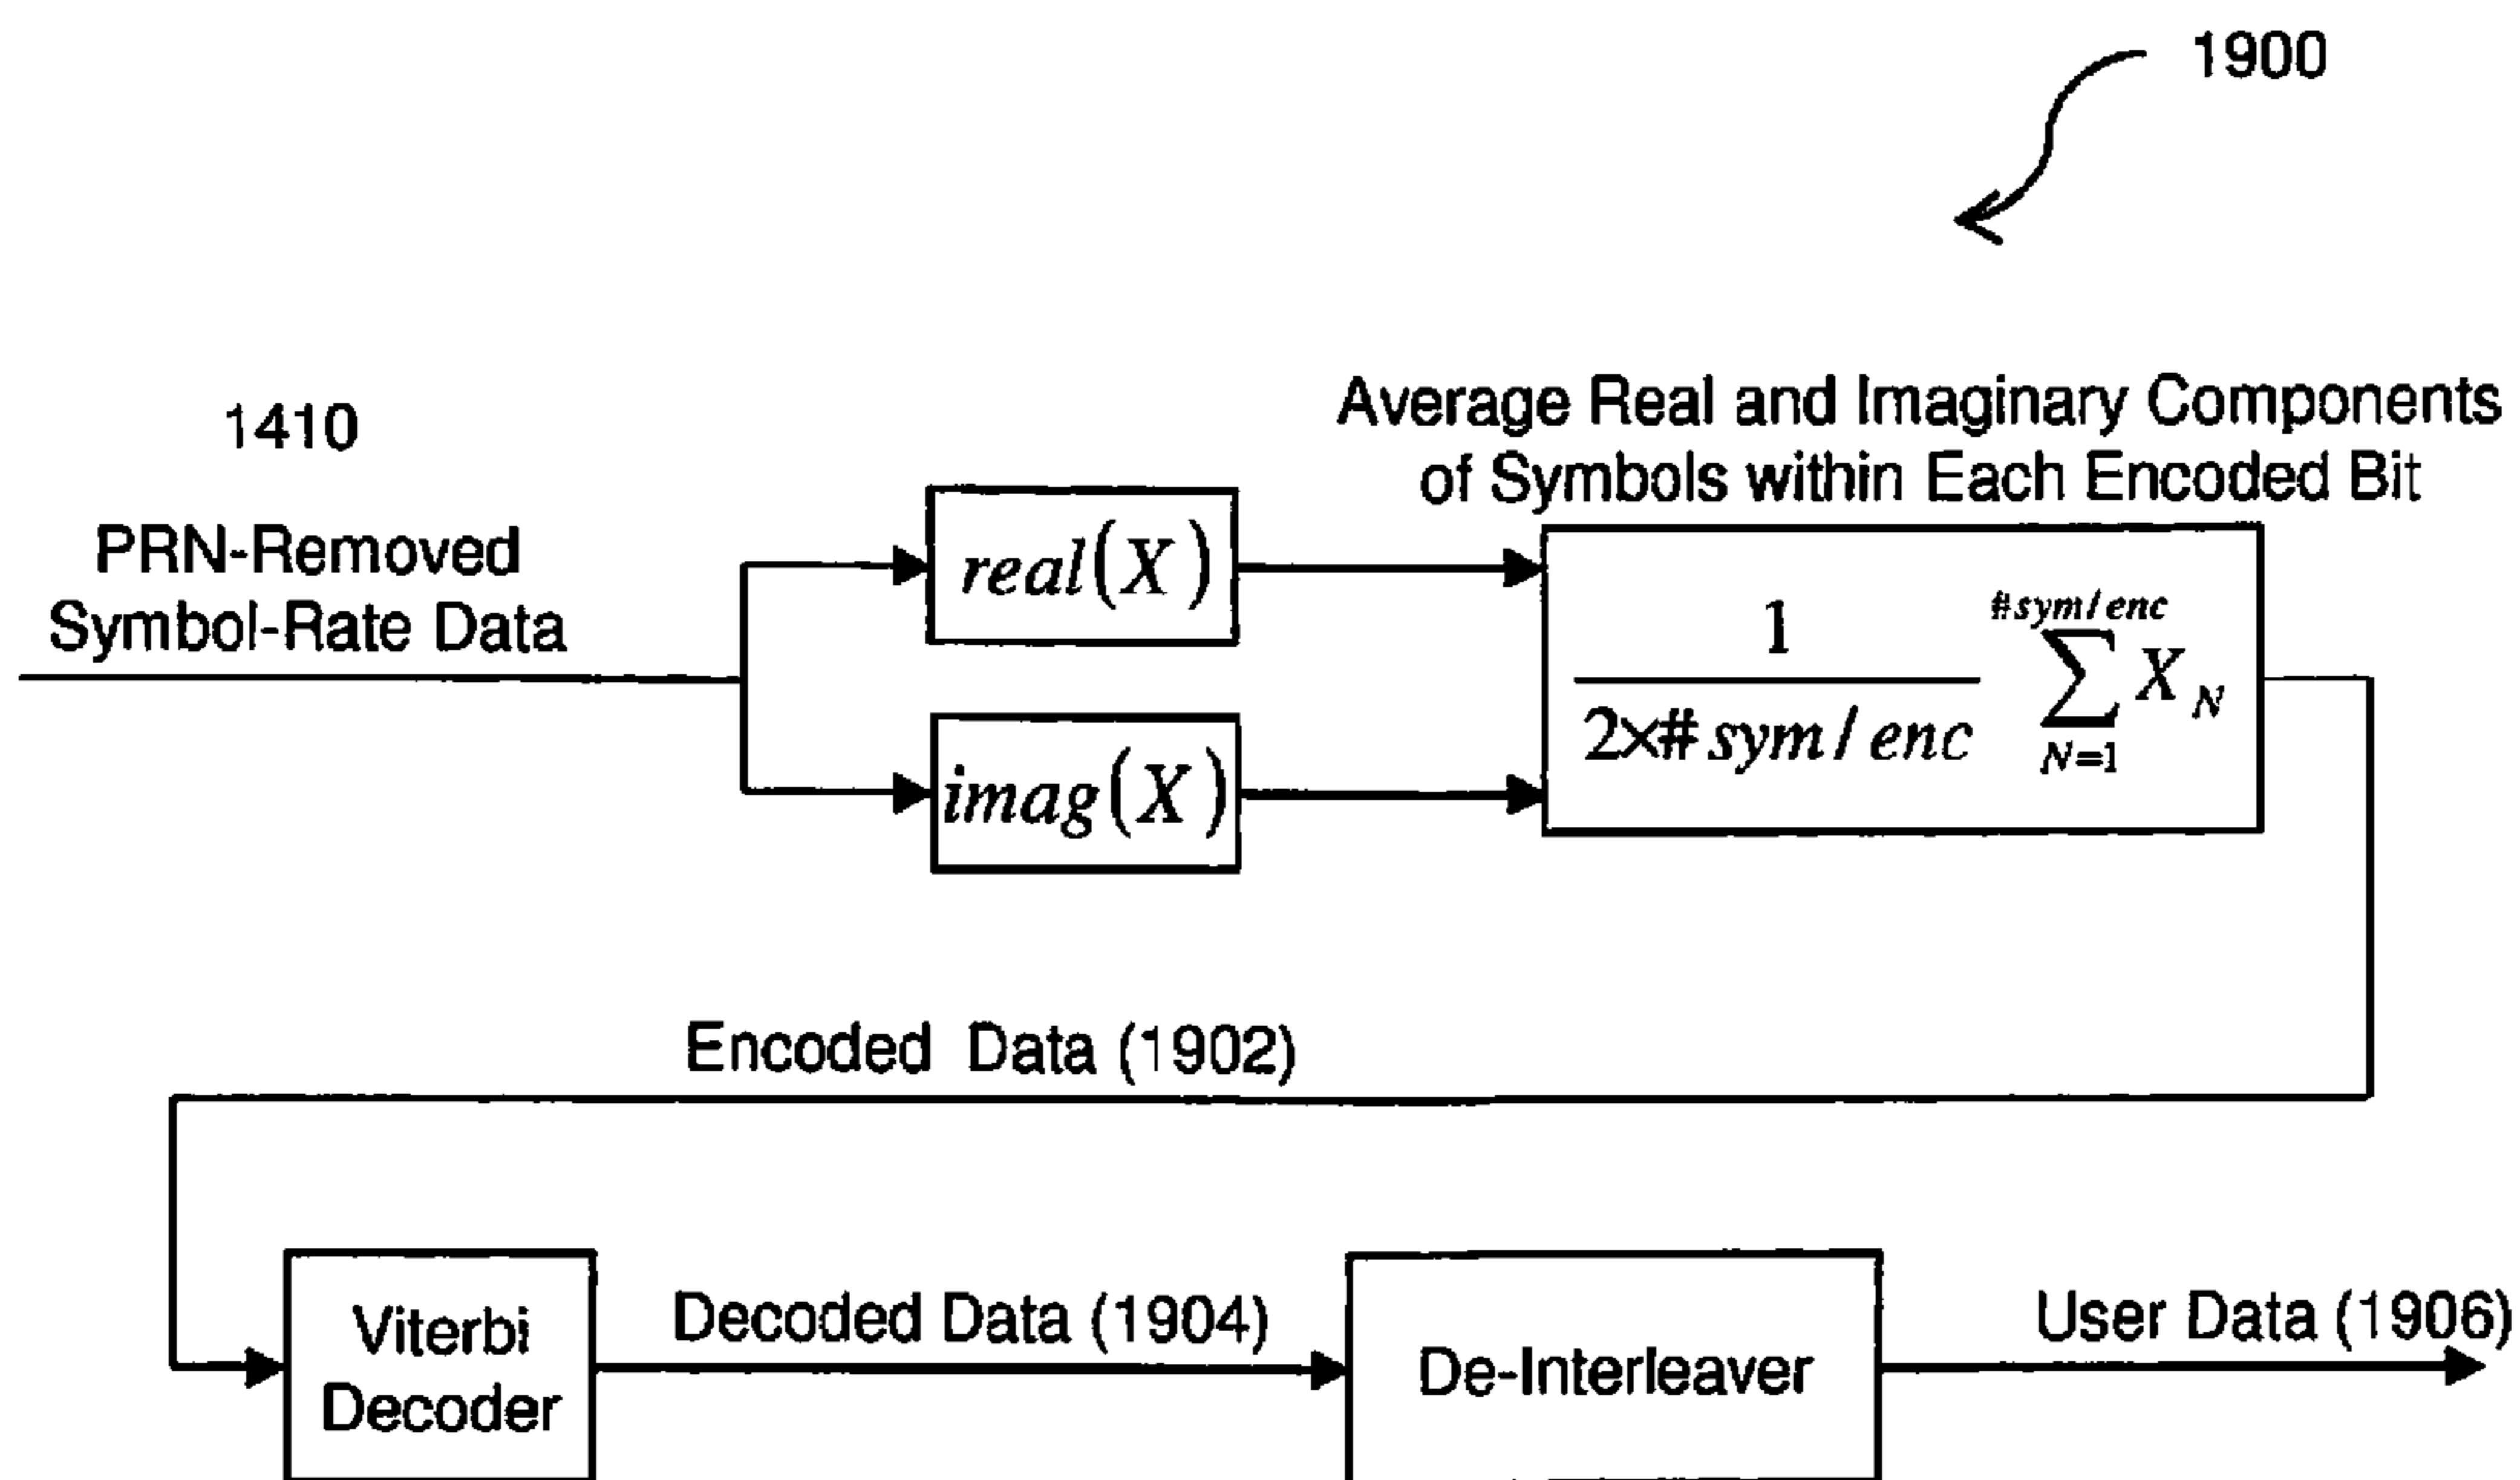 1900
1410
PRN-Removed
Symbol-Rate Data
real(X)
imag(X)
Average Real and Imaginary Components
of Symbols within Each Encoded Bit
#sym/enc
1
∑ X N
2×#sym/enc
N=1
Encoded Data (1902)
Viterbi
Decoder
Decoded Data (1904)
De-Interleaver
User Data (1906)